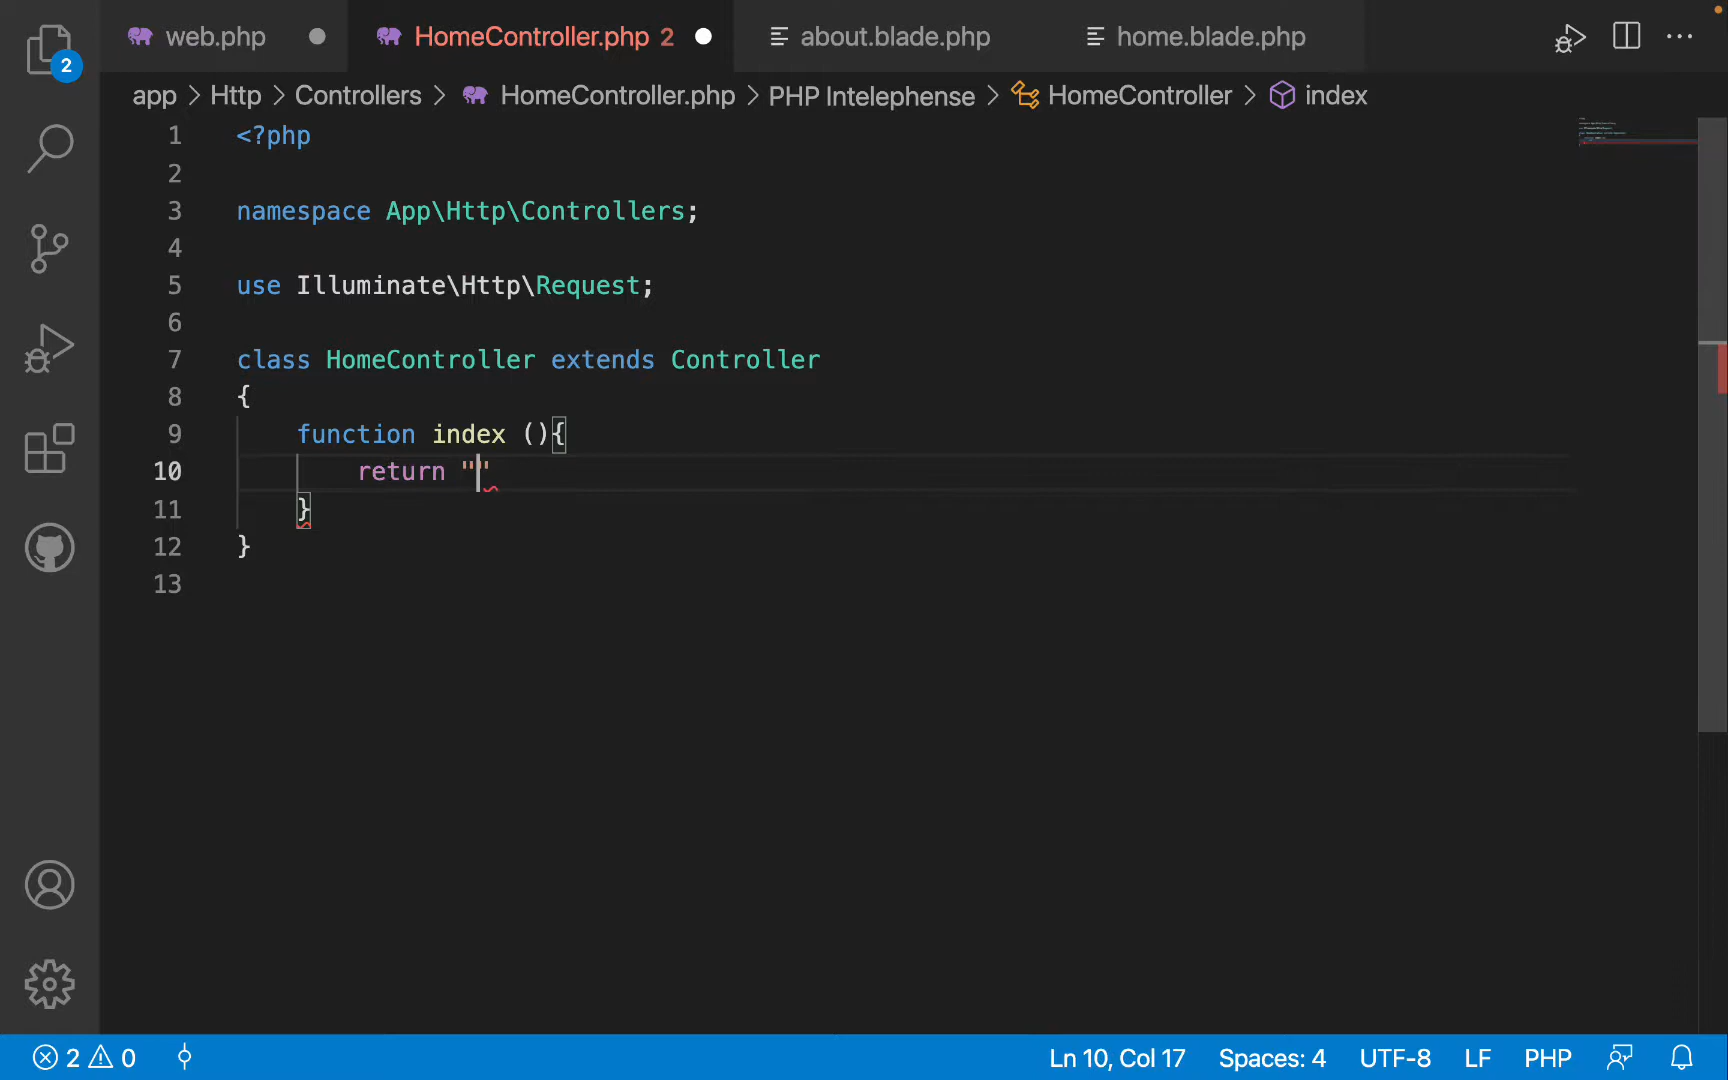 web.php HomeController.php 2 about.blade.php home.blade.php
2
app > Http > Controllers > HomeController.php > PHP Intelephense > HomeController > index
1 <?php
2
3 namespace App\Http\Controllers;
4
5 use Illuminate\Http\Request;
6
7 class HomeController extends Controller
8 {
9 function index (){
10 return ""
11 }
12 }
13
2 0 Ln 10, Col 17 Spaces: 4 UTF-8 LF PHP